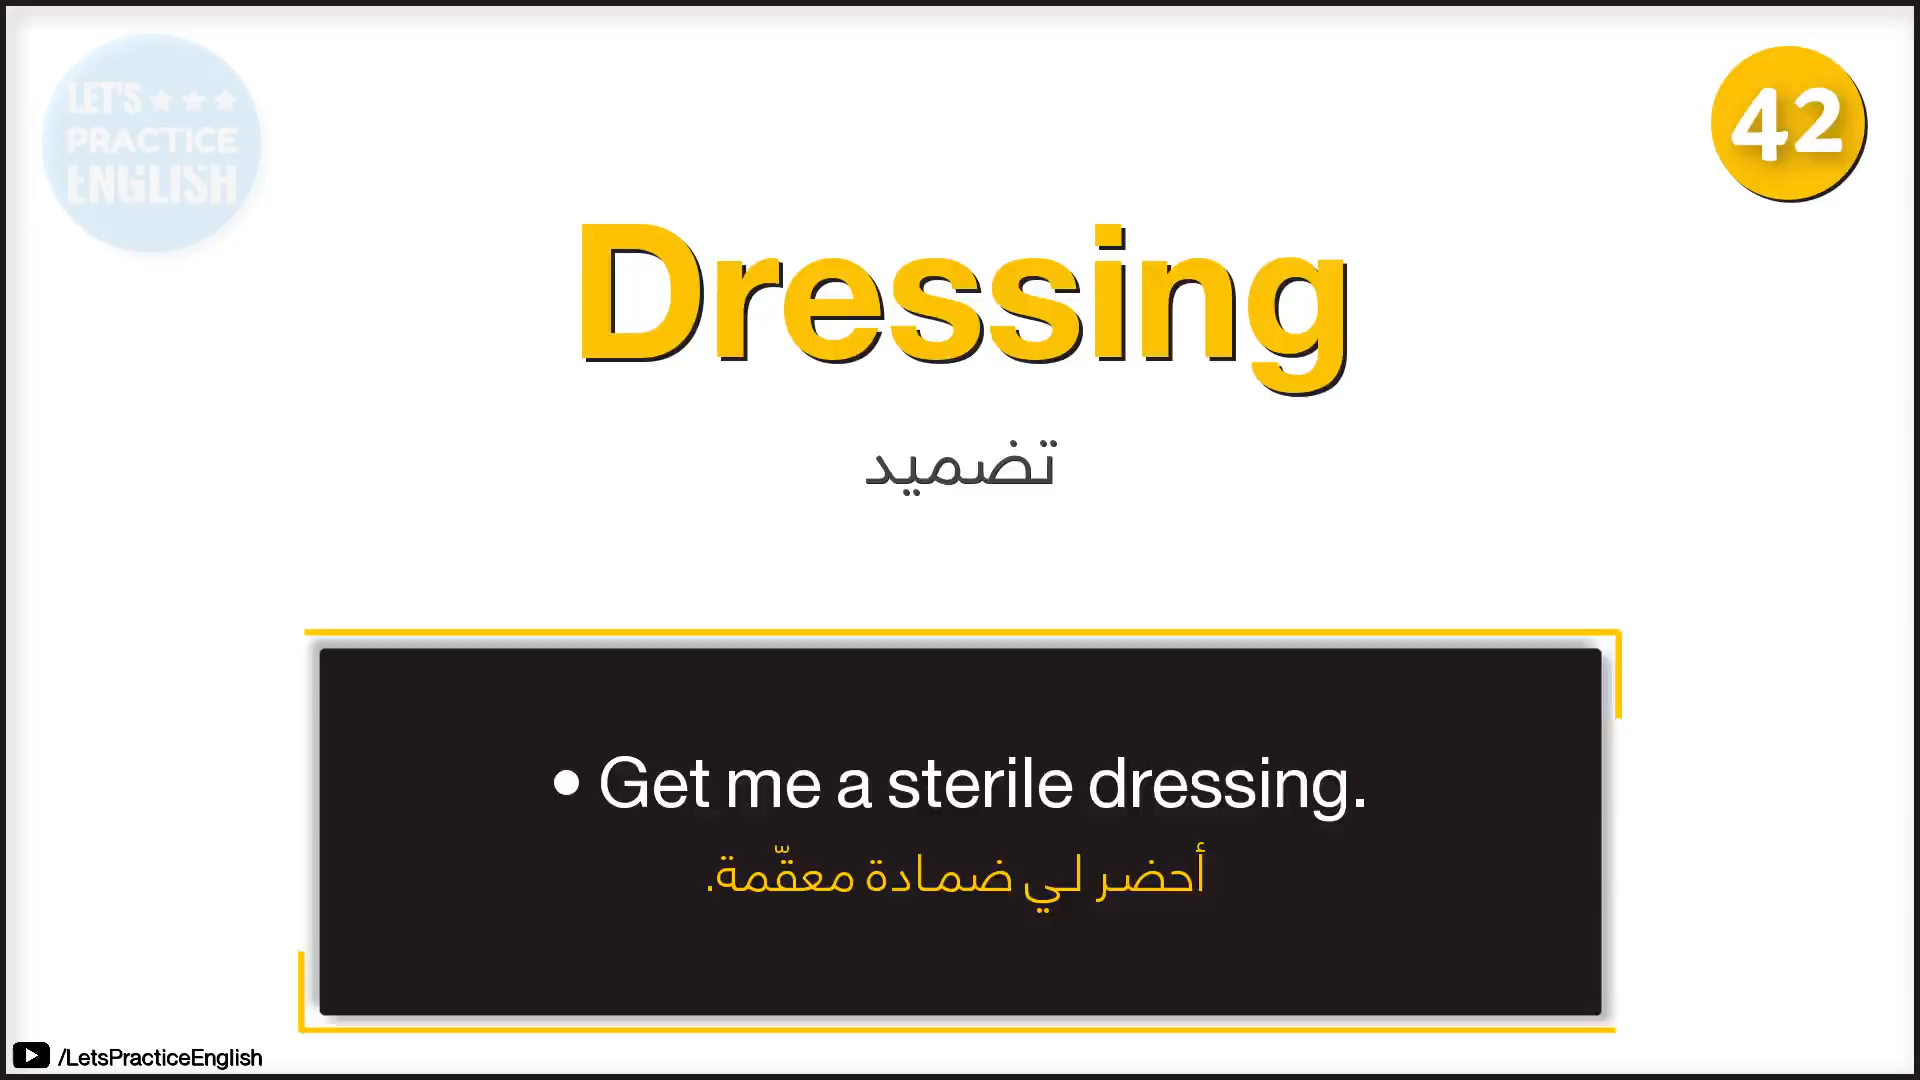 LET'S
PRACTICE
ENGLISH
42
Dressing
تضميد
• Get me a sterile dressing.
أحضر لي ضمادة معقّمة.
/LetsPracticeEnglish